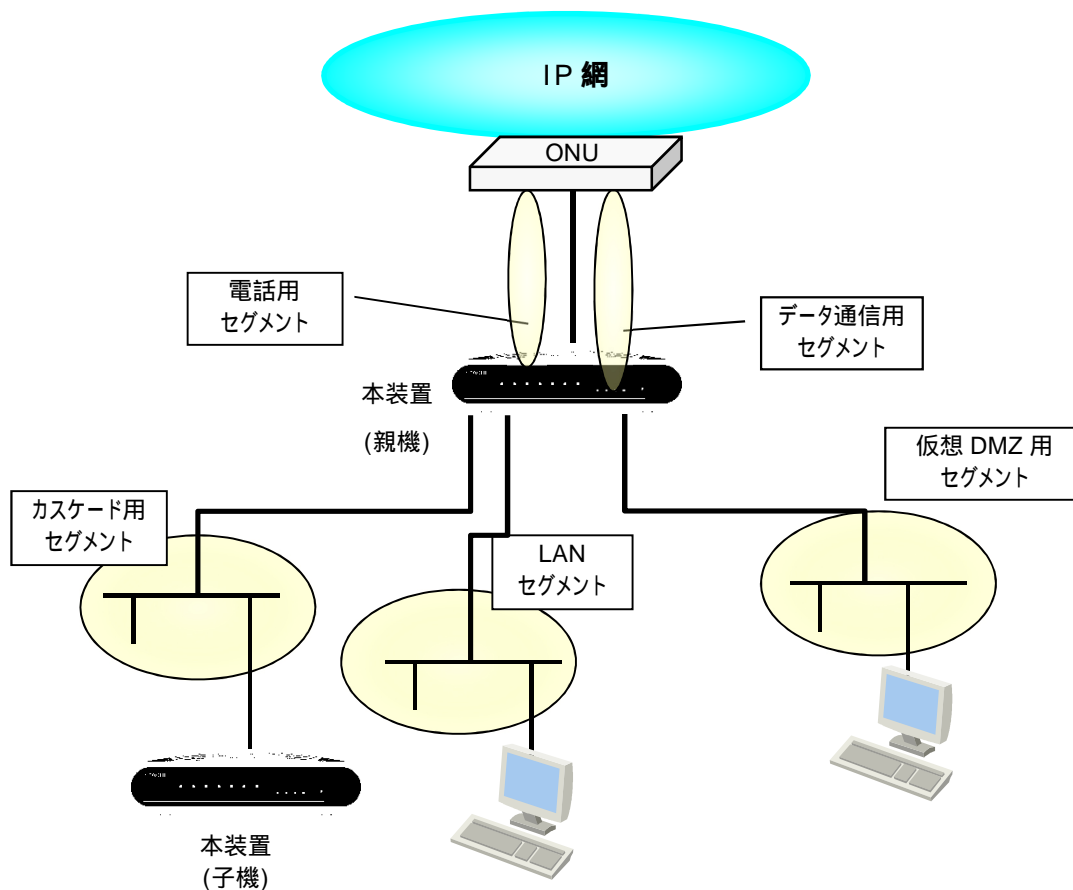 IP 網
ONU
電話用
セグメント
データ通信用
セグメント
本装置
(親機)
仮想 DMZ 用
セグメント
カスケード用
セグメント
LAN
セグメント
本装置
(子機)